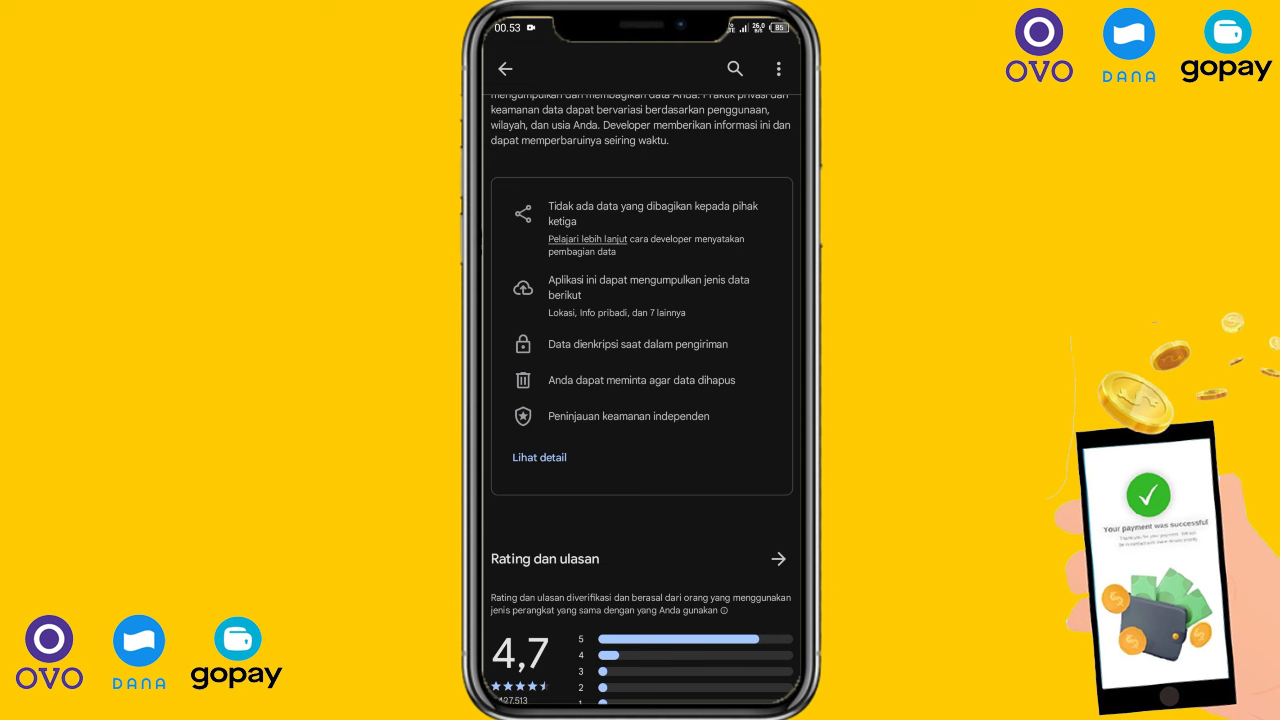 00.53
26,0
85
OVO
DANA
gopay
mengumpulkan dan membagikan data Anda. Praktik privasi dan
keamanan data dapat bervariasi berdasarkan penggunaan,
wilayah, dan usia Anda. Developer memberikan informasi ini dan
dapat memperbaruinya seiring waktu.
Tidak ada data yang dibagikan kepada pihak
ketiga
Pelajari lebih lanjut cara developer menyatakan
pembagian data
Aplikasi ini dapat mengumpulkan jenis data
berikut
Lokasi, Info pribadi, dan 7 lainnya
Data dienkripsi saat dalam pengiriman
Anda dapat meminta agar data dihapus
Peninjauan keamanan independen
Lihat detail
Rating dan ulasan
Rating dan ulasan diverifikasi dan berasal dari orang yang menggunakan
jenis perangkat yang sama dengan yang Anda gunakan
4,7
5
4
3
2
1
Your payment was successful
OVO
DANA
gopay